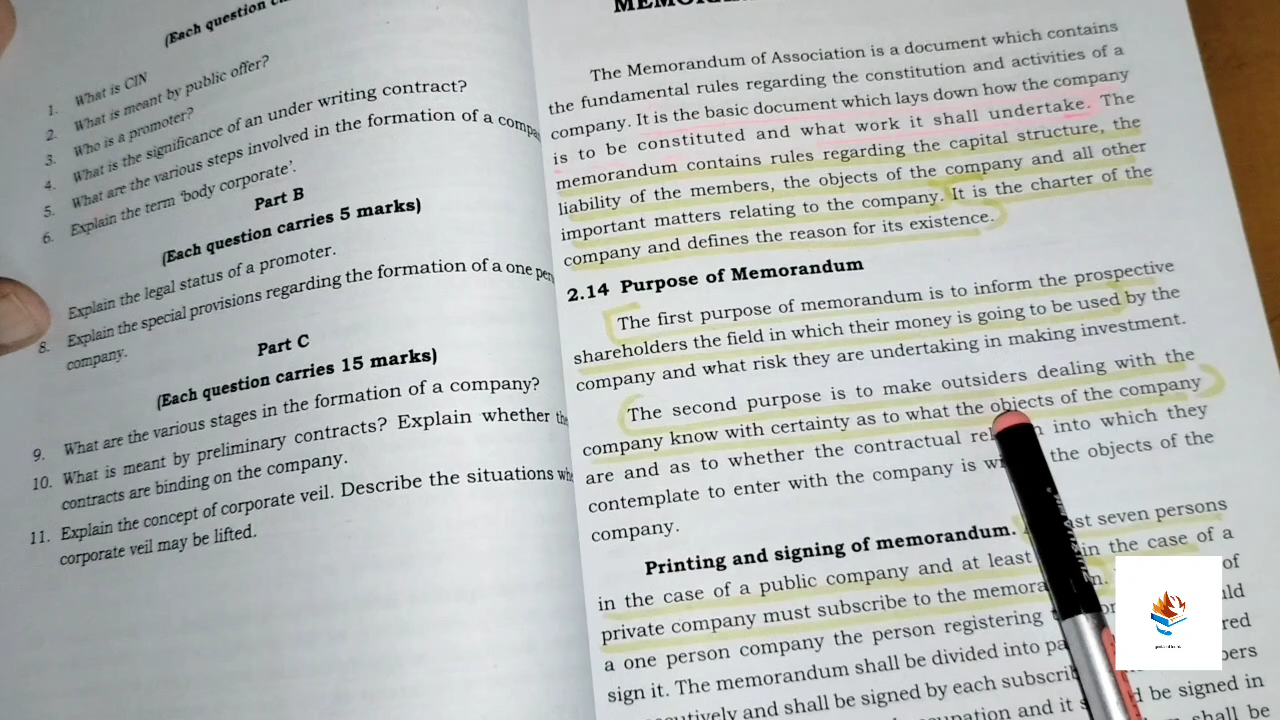 (Each question
1. What is CIN
2. What is meant by public offer?
3. Who is a promoter?
4. What is the significance of an under writing contract?
5. What are the various steps involved in the formation of a
6. Explain the term 'body corporate'.
Part B
(Each question carries 5 marks)
Explain the legal status of a promoter.
8. Explain the special provisions regarding the formation of a one
company.
Part C
(Each question carries 15 marks)
9. What are the various stages in the formation of a company?
10. What is meant by preliminary contracts? Explain whether
contracts are binding on the company.
11. Explain the concept of corporate veil. Describe the situations
corporate veil may be lifted.
The Memorandum of Association is a document which contains
the fundamental rules regarding the constitution and activities of a
company. It is the basic document which lays down how the company
is to be constituted and what work it shall undertake. The
memorandum contains rules regarding the capital structure, the
liability of the members, the objects of the company and all other
important matters relating to the company. It is the charter of the
company and defines the reason for its existence.
2.14 Purpose of Memorandum
The first purpose of memorandum is to inform the prospective
shareholders the field in which their money is going to be used by the
company and what risk they are undertaking in making investment.
The second purpose is to make outsiders dealing with the
company know with certainty as to what the objects of the company
are and as to whether the contractual into which they
contemplate to enter with the company is the objects of the
company.
Printing and signing of memorandum. seven persons
in the case of a public company and at least in the case of a
private company must subscribe to the of
a one person company the person registering
sign it. The memorandum shall be divided into
and shall be signed by each
and it be signed in
shall be